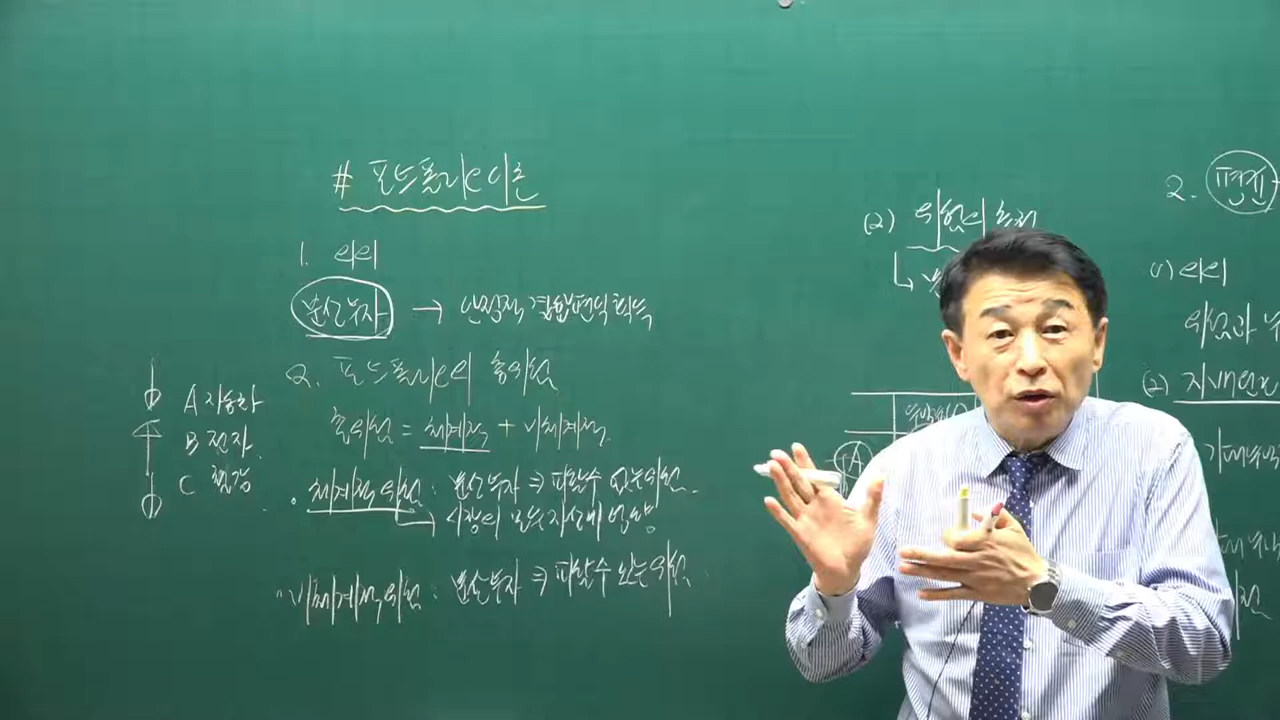 # 포트폴리오 이론
1. 의의
분산투자 → 안정적 결합편익 획득
2. 포트폴리오의 총위험
총위험 = 체계적 + 비체계적.
A 자동차
B 전자.
C 철강
· 체계적위험 : 분산투자 ⇒ 피할수 없는위험.
시장의 모든 자산에 영향
· 비체계적위험 : 분산투자 ⇒ 피할수 있는위험
(2) 위험의 측정
A
2. 평균
(1) 의의
위험과
(2) 지배원